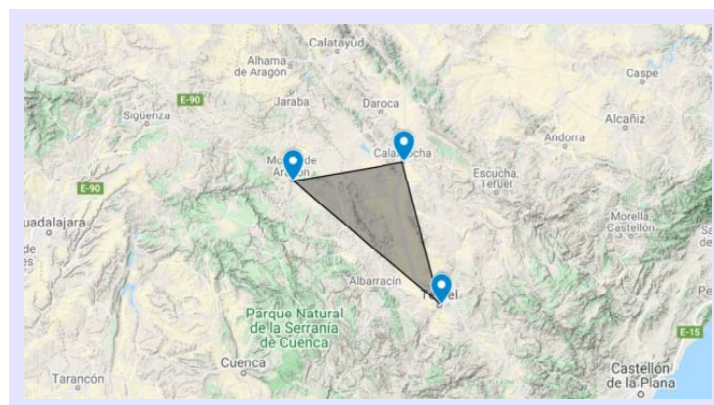 Calatayud
Alhama
de Aragón
Caspe
E-90
Jaraba
Daroca
Sigüenza
Alcañiz
Andorra
Escucha,
Teruel
E-90
Morella,
Castellón
uadalajara
Albarracín
Parque Natural
de la Serranía
de Cuenca
E-15
Cuenca
Castellón
de la Plana
Tarancón